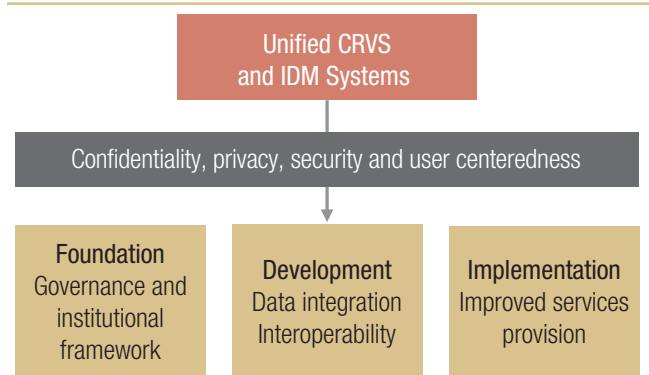 Unified CRVS
and IDM Systems
Confidentiality, privacy, security and user centeredness
Foundation
Governance and
institutional
framework
Development
Data integration
Interoperability
Implementation
Improved services
provision